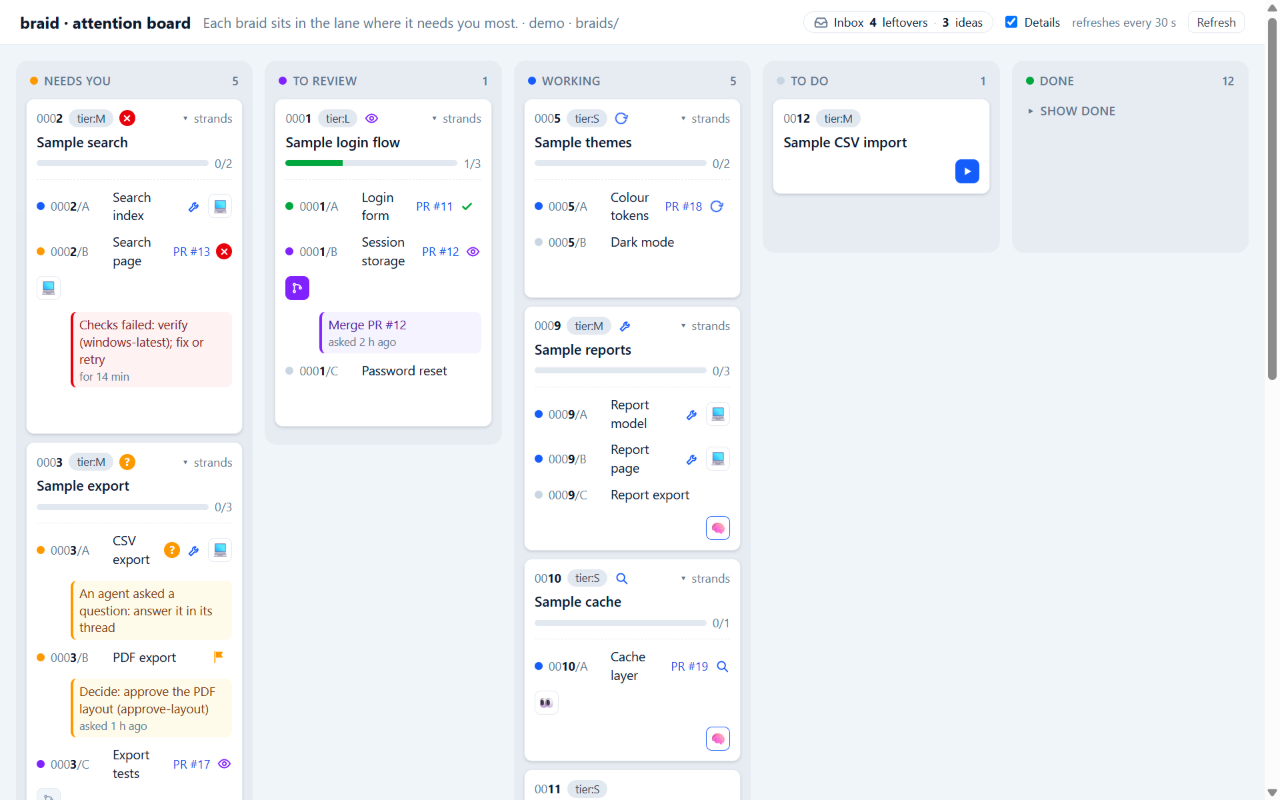 braid · attention board
Each braid sits in the lane where it needs you most. · demo · braids/
Inbox 4 leftovers · 3 ideas
Details
refreshes every 30 s
Refresh
NEEDS YOU 5
0002 tier:M ▾ strands
Sample search
0/2
0002/A Search index
0002/B Search page PR #13
Checks failed: verify
(windows-latest); fix or
retry
for 14 min
0003 tier:M ? ▾ strands
Sample export
0/3
0003/A CSV export ?
An agent asked a
question: answer it in its
thread
0003/B PDF export
Decide: approve the PDF
layout (approve-layout)
asked 1 h ago
0003/C Export tests PR #17
TO REVIEW 1
0001 tier:L ▾ strands
Sample login flow
1/3
0001/A Login form PR #11
0001/B Session storage PR #12
Merge PR #12
asked 2 h ago
0001/C Password reset
WORKING 5
0005 tier:S ▾ strands
Sample themes
0/2
0005/A Colour tokens PR #18
0005/B Dark mode
0009 tier:M ▾ strands
Sample reports
0/3
0009/A Report model
0009/B Report page
0009/C Report export
0010 tier:S ▾ strands
Sample cache
0/1
0010/A Cache layer PR #19
0011 tier:S
TO DO 1
0012 tier:M
Sample CSV import
DONE 12
▸ SHOW DONE